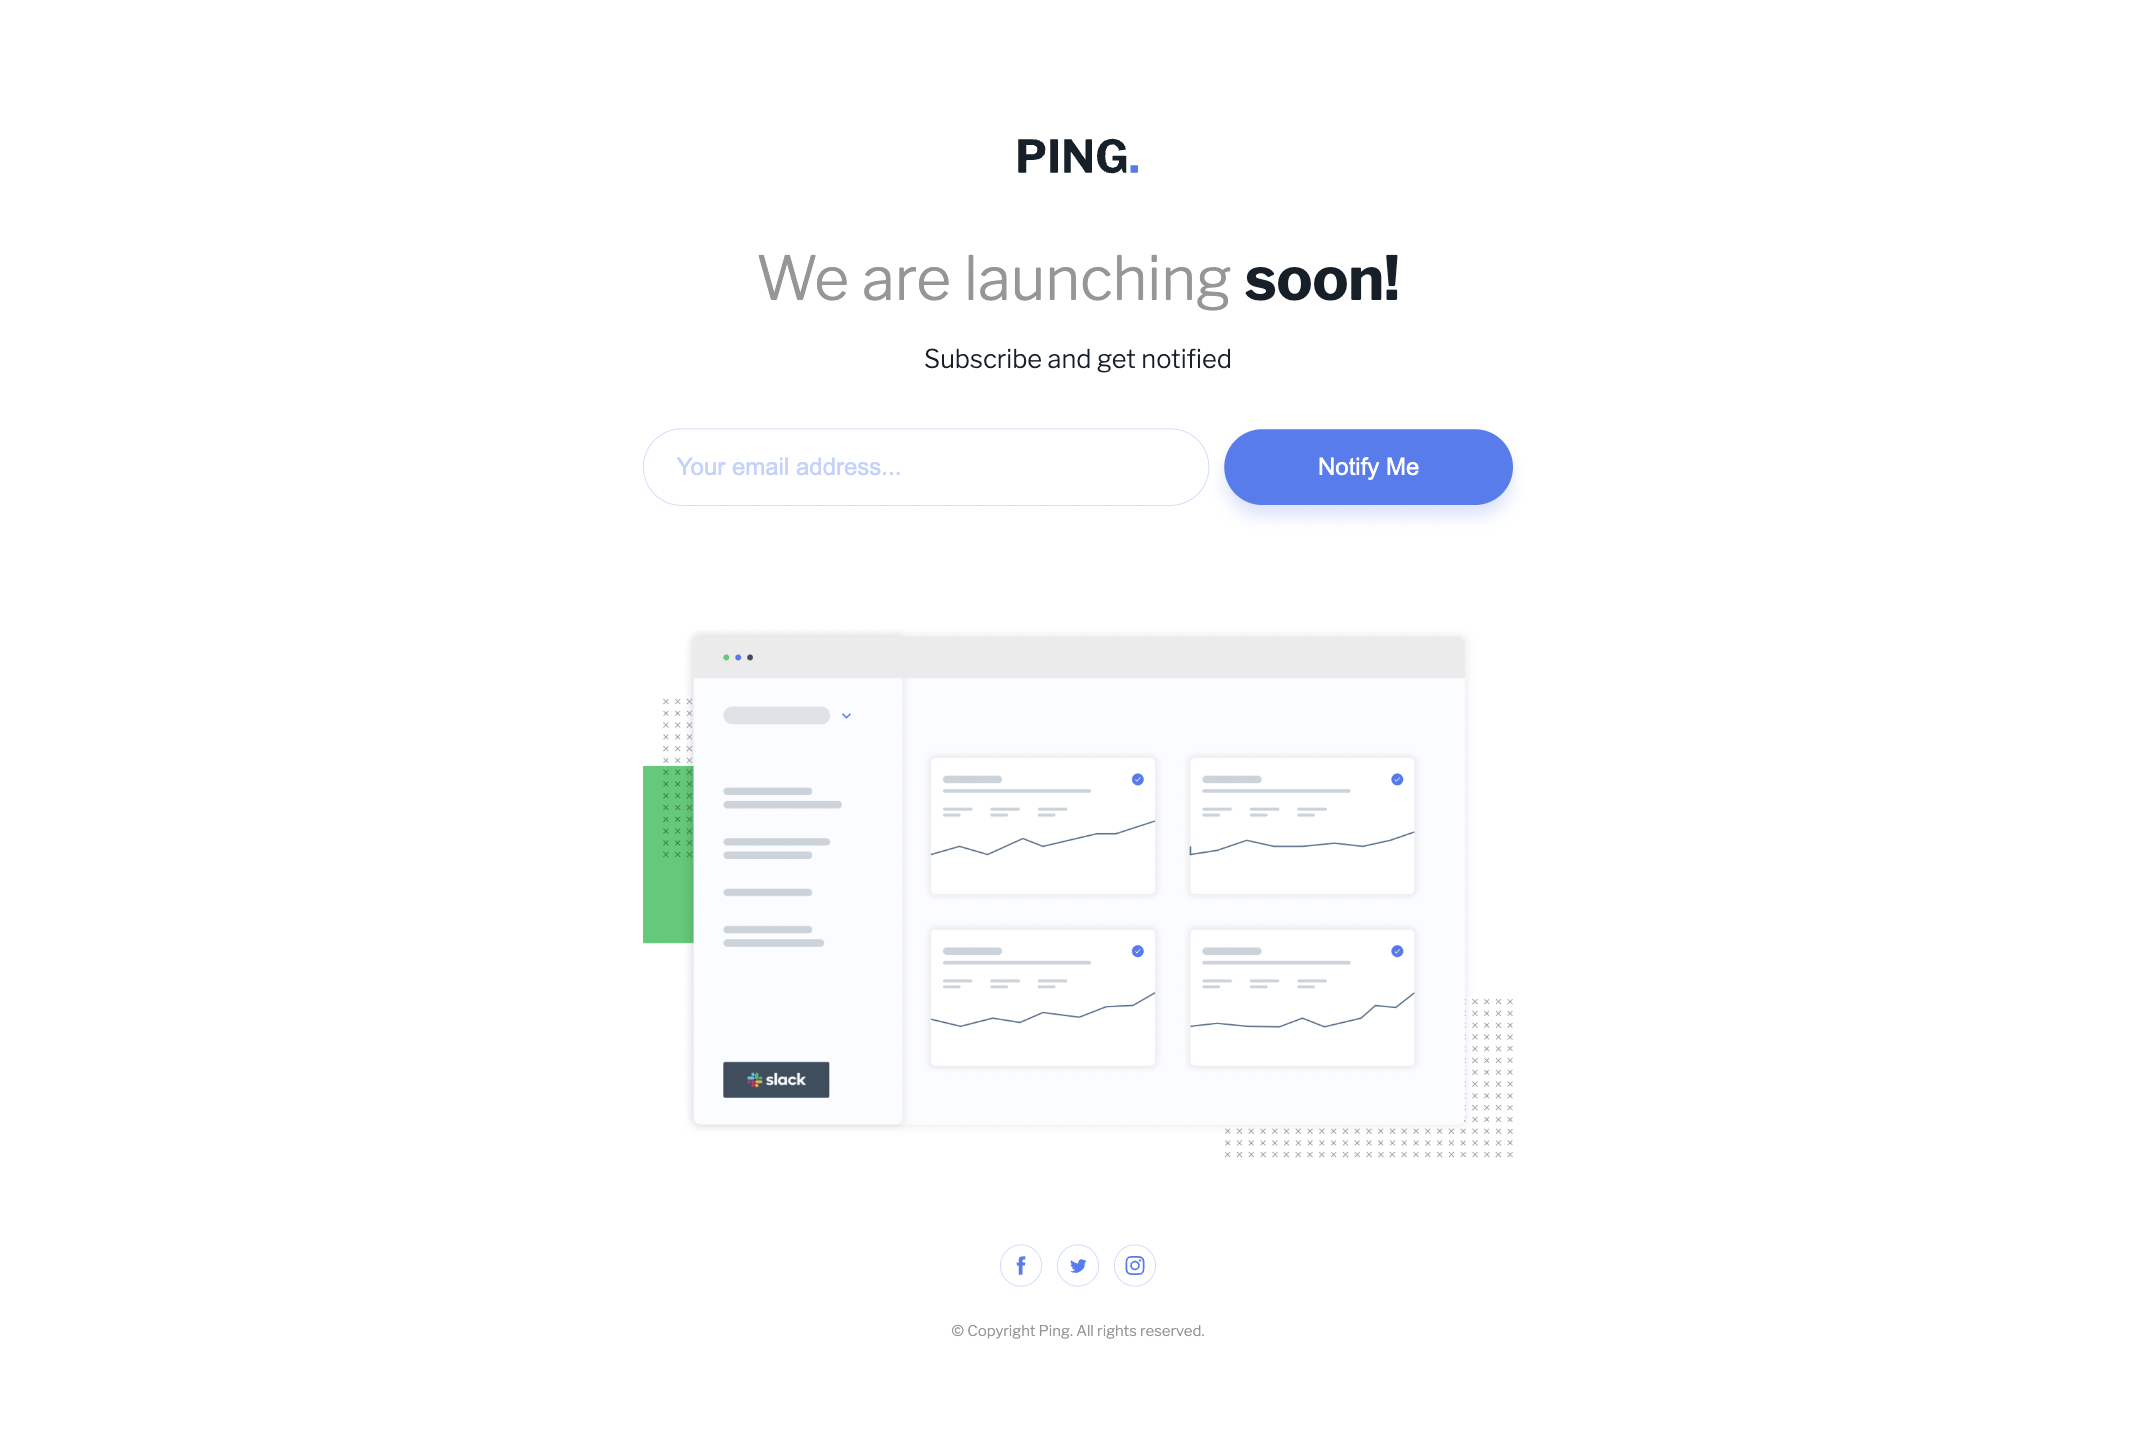 PING.
We are launching soon!
Subscribe and get notified
Your email address...
Notify Me
slack
© Copyright Ping. All rights reserved.